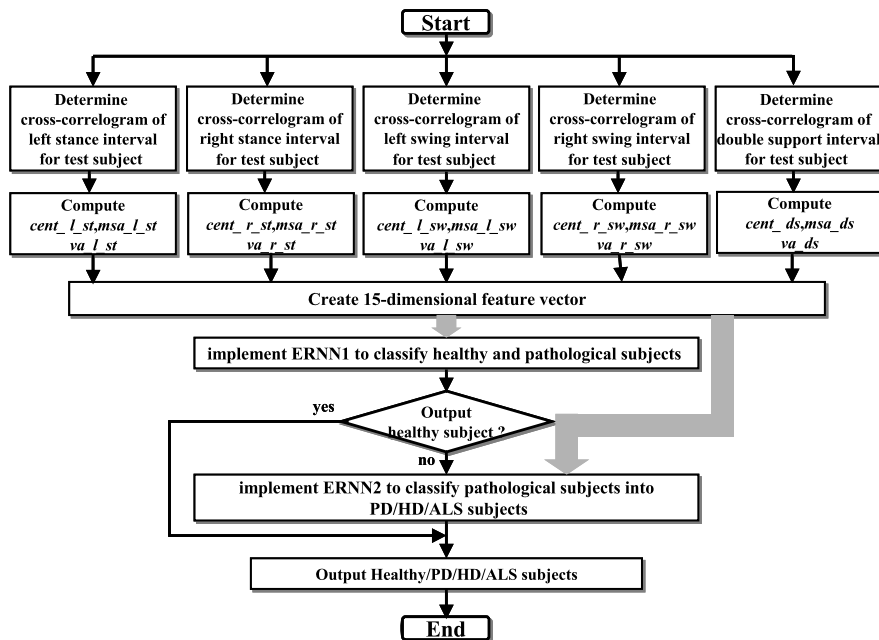 Start
Determine
cross-correlogram of
left stance interval
for test subject
Determine
cross-correlogram of
right stance interval
for test subject
Determine
cross-correlogram of
left swing interval
for test subject
Determine
cross-correlogram of
right swing interval
for test subject
Determine
cross-correlogram of
double support interval
for test subject
Compute
cent_ l_st,msa_l_st
va_l_st
Compute
cent_ r_st,msa_r_st
va_r_st
Compute
cent_ l_sw,msa_l_sw
va_l_sw
Compute
cent_ r_sw,msa_r_sw
va_r_sw
Compute
cent_ ds,msa_ds
va_ds
Create 15-dimensional feature vector
implement ERNN1 to classify healthy and pathological subjects
yes
Output
healthy subject ?
no
implement ERNN2 to classify pathological subjects into
PD/HD/ALS subjects
Output Healthy/PD/HD/ALS subjects
End